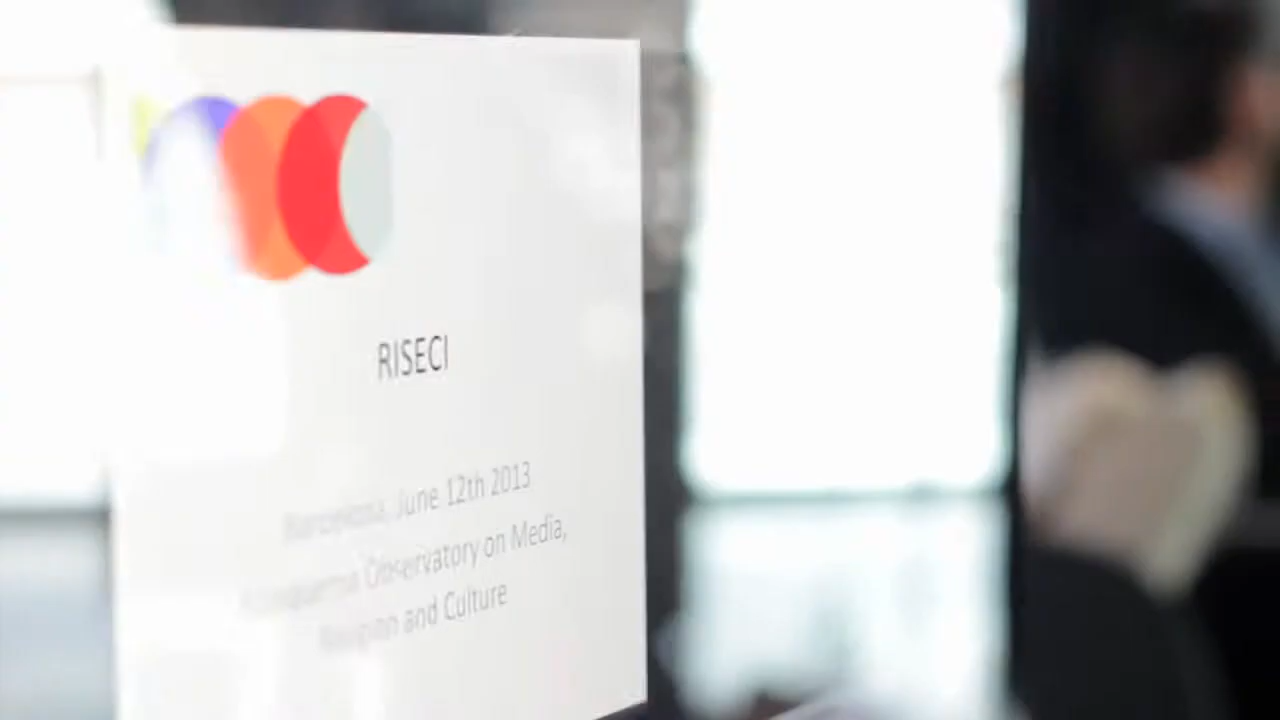 RISECI
Barcelona, June 12th 2013
Observatory on Media,
Religion and Culture